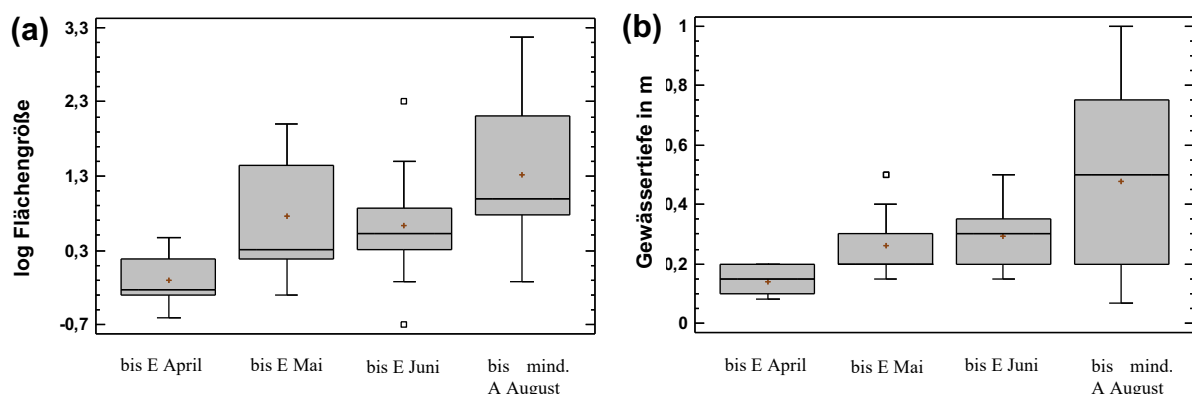 (a)
log Flächengröße
3,3
2,3
1,3
0,3
-0,7
bis E April
bis E Mai
bis E Juni
bis mind.
A August
(b)
Gewässertiefe in m
1
0,8
0,6
0,4
0,2
0
bis E April
bis E Mai
bis E Juni
bis mind.
A August